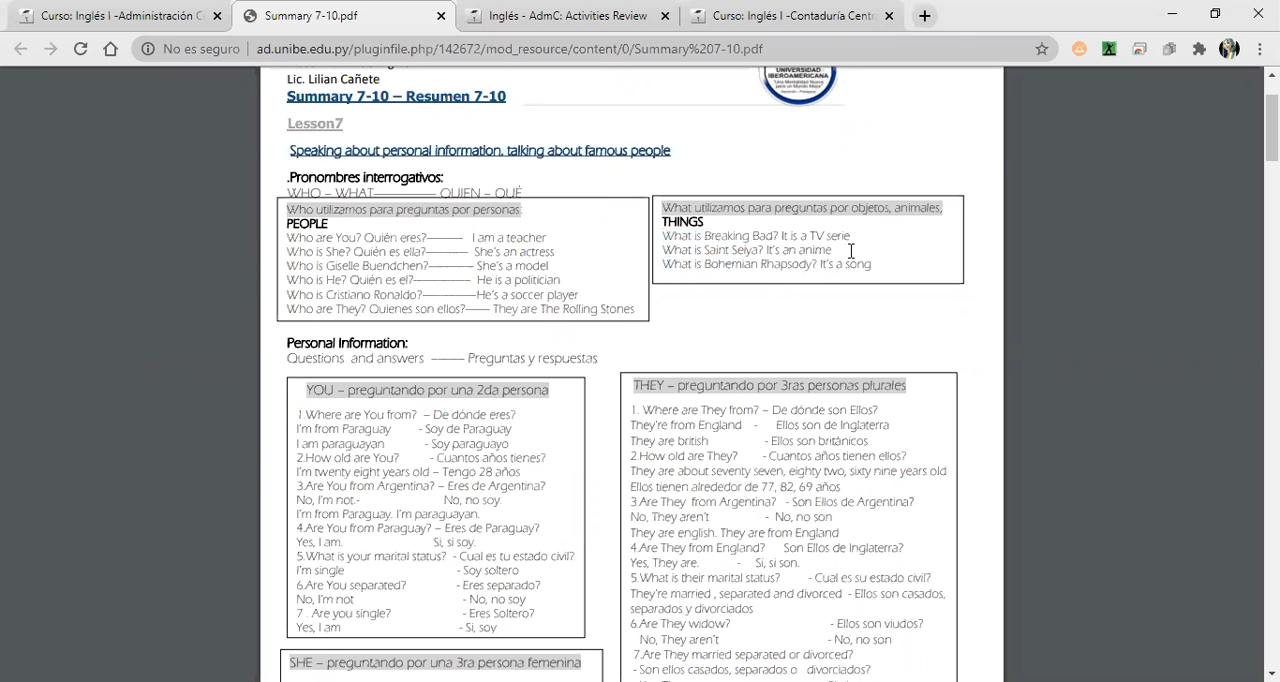 Curso: Inglés I -Administración C
Summary 7-10.pdf
Inglés - AdmC: Activities Review
Curso: Inglés I -Contaduría Cent
No es seguro
ad.unibe.edu.py/pluginfile.php/142672/mod_resource/content/0/Summary%207-10.pdf
Lic. Lilian Cañete
UNIVERSIDAD
IBEROAMERICANA
Summary 7-10 – Resumen 7-10
Lesson7
Speaking about personal information, talking about famous people
.Pronombres interrogativos:
WHO – WHAT———— QUIEN – QUÉ
Who utilizamos para preguntas por personas:
PEOPLE
Who are You? Quién eres?——— I am a teacher
Who is She? Quién es ella?——— She's an actress
Who is Giselle Buendchen?——— She's a model
Who is He? Quién es el?——— He is a politician
Who is Cristiano Ronaldo?———He's a soccer player
Who are They? Quienes son ellos?—— They are The Rolling Stones
What utilizamos para preguntas por objetos, animales,
THINGS
What is Breaking Bad? It is a TV serie
What is Saint Seiya? It's an anime
What is Bohemian Rhapsody? It's a song
Personal Information:
Questions and answers ——— Preguntas y respuestas
YOU – preguntando por una 2da persona
1.Where are You from? – De dónde eres?
I'm from Paraguay - Soy de Paraguay
I am paraguayan - Soy paraguayo
2.How old are You? - Cuantos años tienes?
I'm twenty eight years old – Tengo 28 años
3.Are You from Argentina? – Eres de Argentina?
No, I'm not.- No, no soy.
I'm from Paraguay. I'm paraguayan.
4.Are You from Paraguay? – Eres de Paraguay?
Yes, I am. Si, si soy.
5.What is your marital status? - Cual es tu estado civil?
I'm single - Soy soltero
6.Are You separated? - Eres separado?
No, I'm not - No, no soy
7 . Are you single? - Eres Soltero?
Yes, I am - Si, soy
THEY – preguntando por 3ras personas plurales
1. Where are They from? – De dónde son Ellos?
They're from England - Ellos son de Inglaterra
They are british - Ellos son británicos
2.How old are They? - Cuantos años tienen ellos?
They are about seventy seven, eighty two, sixty nine years old
Ellos tienen alrededor de 77, 82, 69 años
3.Are They from Argentina? - Son Ellos de Argentina?
No, They aren't - No, no son
They are english. They are from England
4.Are They from England? Son Ellos de Inglaterra?
Yes, They are. - Si, si son.
5.What is their marital status? - Cual es su estado civil?
They're married , separated and divorced - Ellos son casados,
separados y divorciados
6.Are They widow? - Ellos son viudos?
No, They aren't - No, no son
7.Are They married separated or divorced?
- Son ellos casados, separados o divorciados?
SHE – preguntando por una 3ra persona femenina